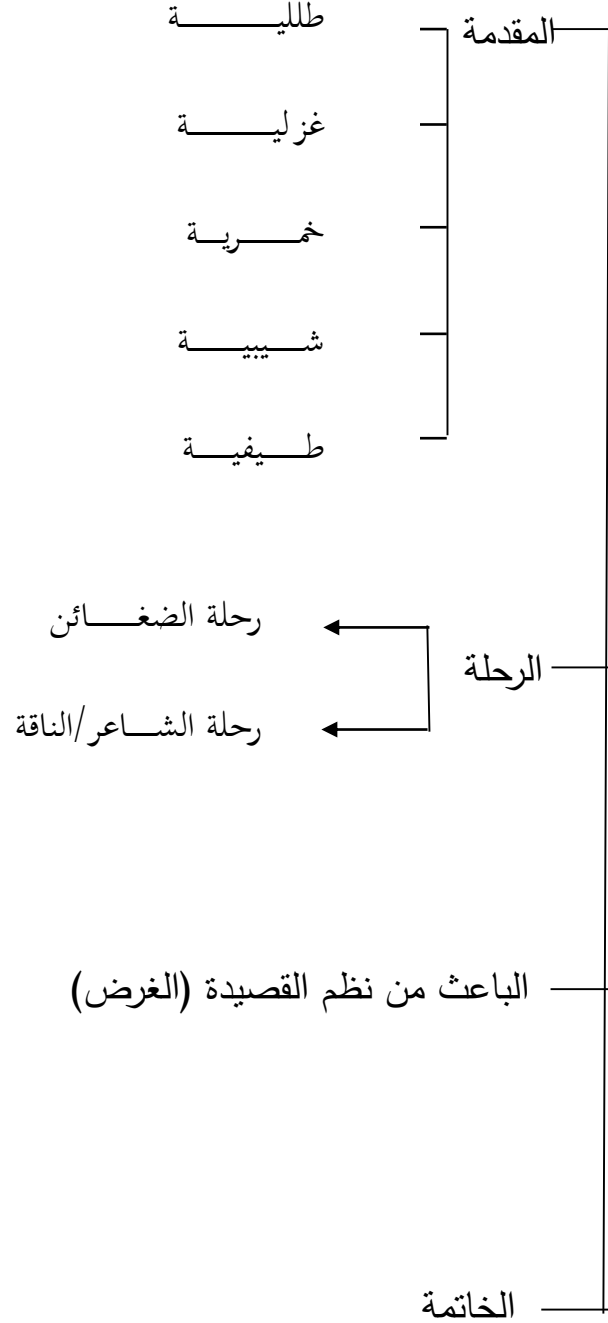 المقدمة
طللية
غزلية
خمرية
شيبية
طيفية
الرحلة
رحلة الضغائن
رحلة الشاعر/الناقة
الباعث من نظم القصيدة (الغرض)
الخاتمة